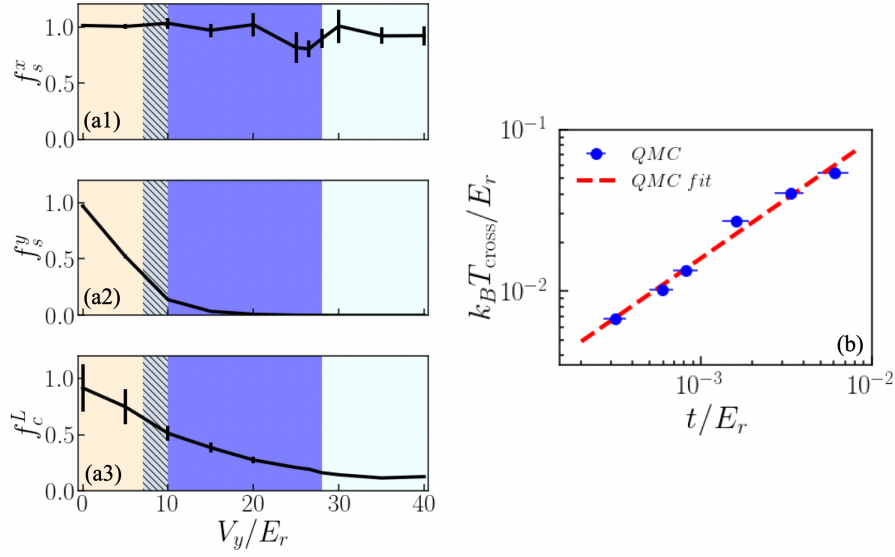 f_s^x
1.0
0.5
0.0
(a1)
f_s^y
1.0
0.5
0.0
(a2)
f_c^L
1.0
0.5
0.0
(a3)
0 10 20 30 40
V_y/E_r
k_B T_cross/E_r
10^-1
10^-2
QMC
QMC fit
(b)
10^-3 10^-2
t/E_r